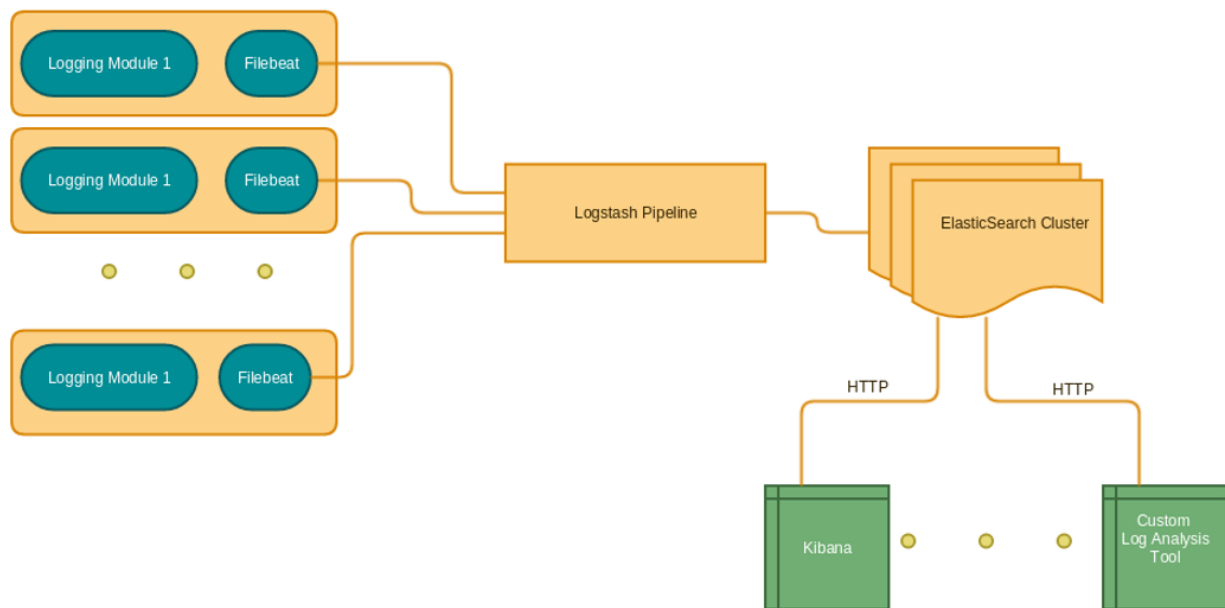 Logging Module 1
Filebeat
Logging Module 1
Filebeat
Logstash Pipeline
ElasticSearch Cluster
Logging Module 1
Filebeat
HTTP
HTTP
Kibana
Custom
Log Analysis
Tool